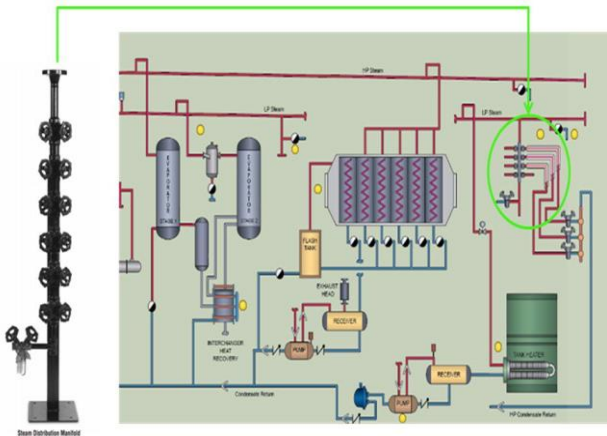 HP Steam
LP Steam
LP Steam
EVAPORATOR
STAGE 1
EVAPORATOR
STAGE 2
FLASH
TANK
EXHAUST
HEAD
RECEIVER
INTERCHANGER
HEAT
RECOVERY
PUMP
TANK HEATER
RECEIVER
PUMP
Condensate Return
HP Condensate Return
Steam Distribution Manifold